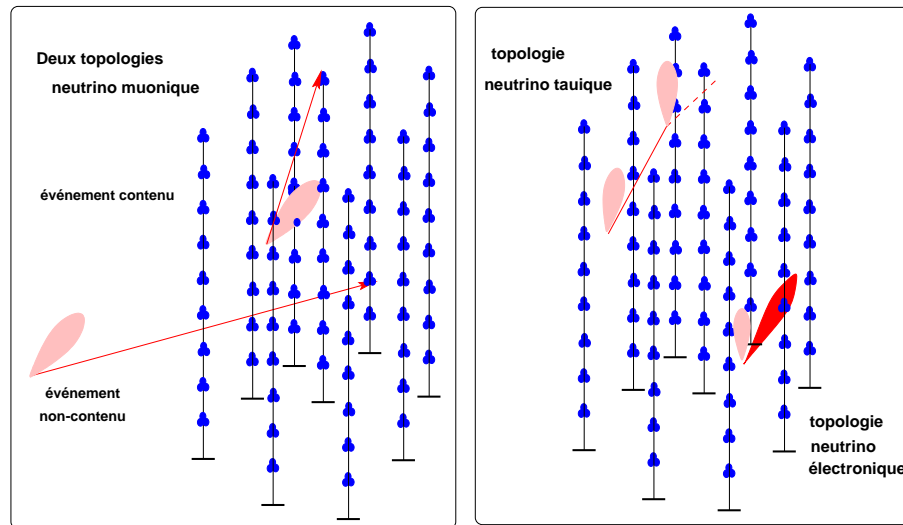 Deux topologies
neutrino muonique
événement contenu
événement
non-contenu
topologie
neutrino tauique
topologie
neutrino
électronique